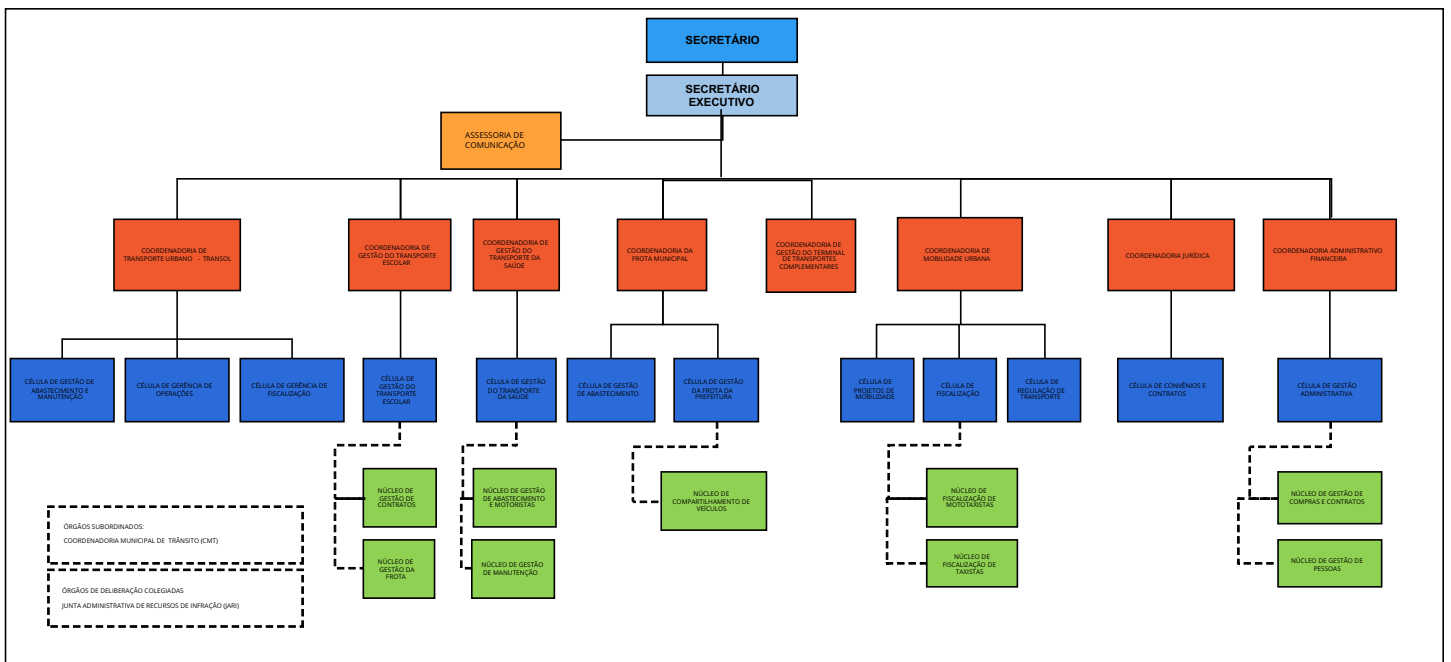 SECRETÁRIO
SECRETÁRIO
EXECUTIVO
ASSESSORIA DE
COMUNICAÇÃO
COORDENADORIA DE
TRANSPORTE URBANO - TRANSOL
COORDENADORIA DE
GESTÃO DO TRANSPORTE
ESCOLAR
COORDENADORIA DE
GESTÃO DO
TRANSPORTE DA
SAÚDE
COORDENADORIA DA
FROTA MUNICIPAL
COORDENADORIA DE
GESTÃO DO TERMINAL
DE TRANSPORTES
COMPLEMENTARES
COORDENADORIA DE
MOBILIDADE URBANA
COORDENADORIA JURÍDICA
COORDENADORIA ADMINISTRATIVO
FINANCEIRA
CÉLULA DE GESTÃO DE
ABASTECIMENTO E
MANUTENÇÃO
CÉLULA DE GERÊNCIA DE
OPERAÇÕES
CÉLULA DE GERÊNCIA DE
FISCALIZAÇÃO
CÉLULA DE
GESTÃO DO
TRANSPORTE
ESCOLAR
CÉLULA DE GESTÃO
DO TRANSPORTE
DA SAÚDE
CÉLULA DE GESTÃO
DE ABASTECIMENTO
CÉLULA DE GESTÃO
DA FROTA DA
PREFEITURA
CÉLULA DE
PROJETOS DE
MOBILIDADE
CÉLULA DE
FISCALIZAÇÃO
CÉLULA DE
REGULAÇÃO DE
TRANSPORTE
CÉLULA DE CONVÊNIOS E
CONTRATOS
CÉLULA DE GESTÃO
ADMINISTRATIVA
NÚCLEO DE
GESTÃO DE
CONTRATOS
NÚCLEO DE GESTÃO
DE ABASTECIMENTO
E MOTORISTAS
NÚCLEO DE
COMPARTILHAMENTO DE
VEÍCULOS
NÚCLEO DE
FISCALIZAÇÃO DE
MOTOTAXISTAS
NÚCLEO DE GESTÃO DE
COMPRAS E CONTRATOS
NÚCLEO DE
GESTÃO DA
FROTA
NÚCLEO DE GESTÃO
DE MANUTENÇÃO
NÚCLEO DE
FISCALIZAÇÃO DE
TAXISTAS
NÚCLEO DE GESTÃO DE
PESSOAS
ÓRGÃOS SUBORDINADOS:
COORDENADORIA MUNICIPAL DE TRÂNSITO (CMT)
ÓRGÃOS DE DELIBERAÇÃO COLEGIADAS
JUNTA ADMINISTRATIVA DE RECURSOS DE INFRAÇÃO (JARI)